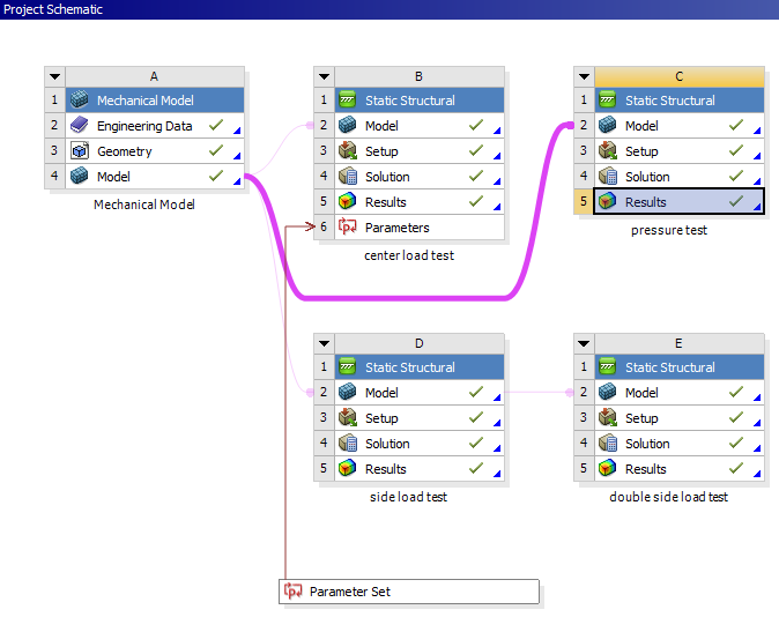 Project Schematic
A
1 Mechanical Model
2 Engineering Data
3 Geometry
4 Model
Mechanical Model
B
1 Static Structural
2 Model
3 Setup
4 Solution
5 Results
6 Parameters
center load test
C
1 Static Structural
2 Model
3 Setup
4 Solution
5 Results
pressure test
D
1 Static Structural
2 Model
3 Setup
4 Solution
5 Results
side load test
E
1 Static Structural
2 Model
3 Setup
4 Solution
5 Results
double side load test
Parameter Set